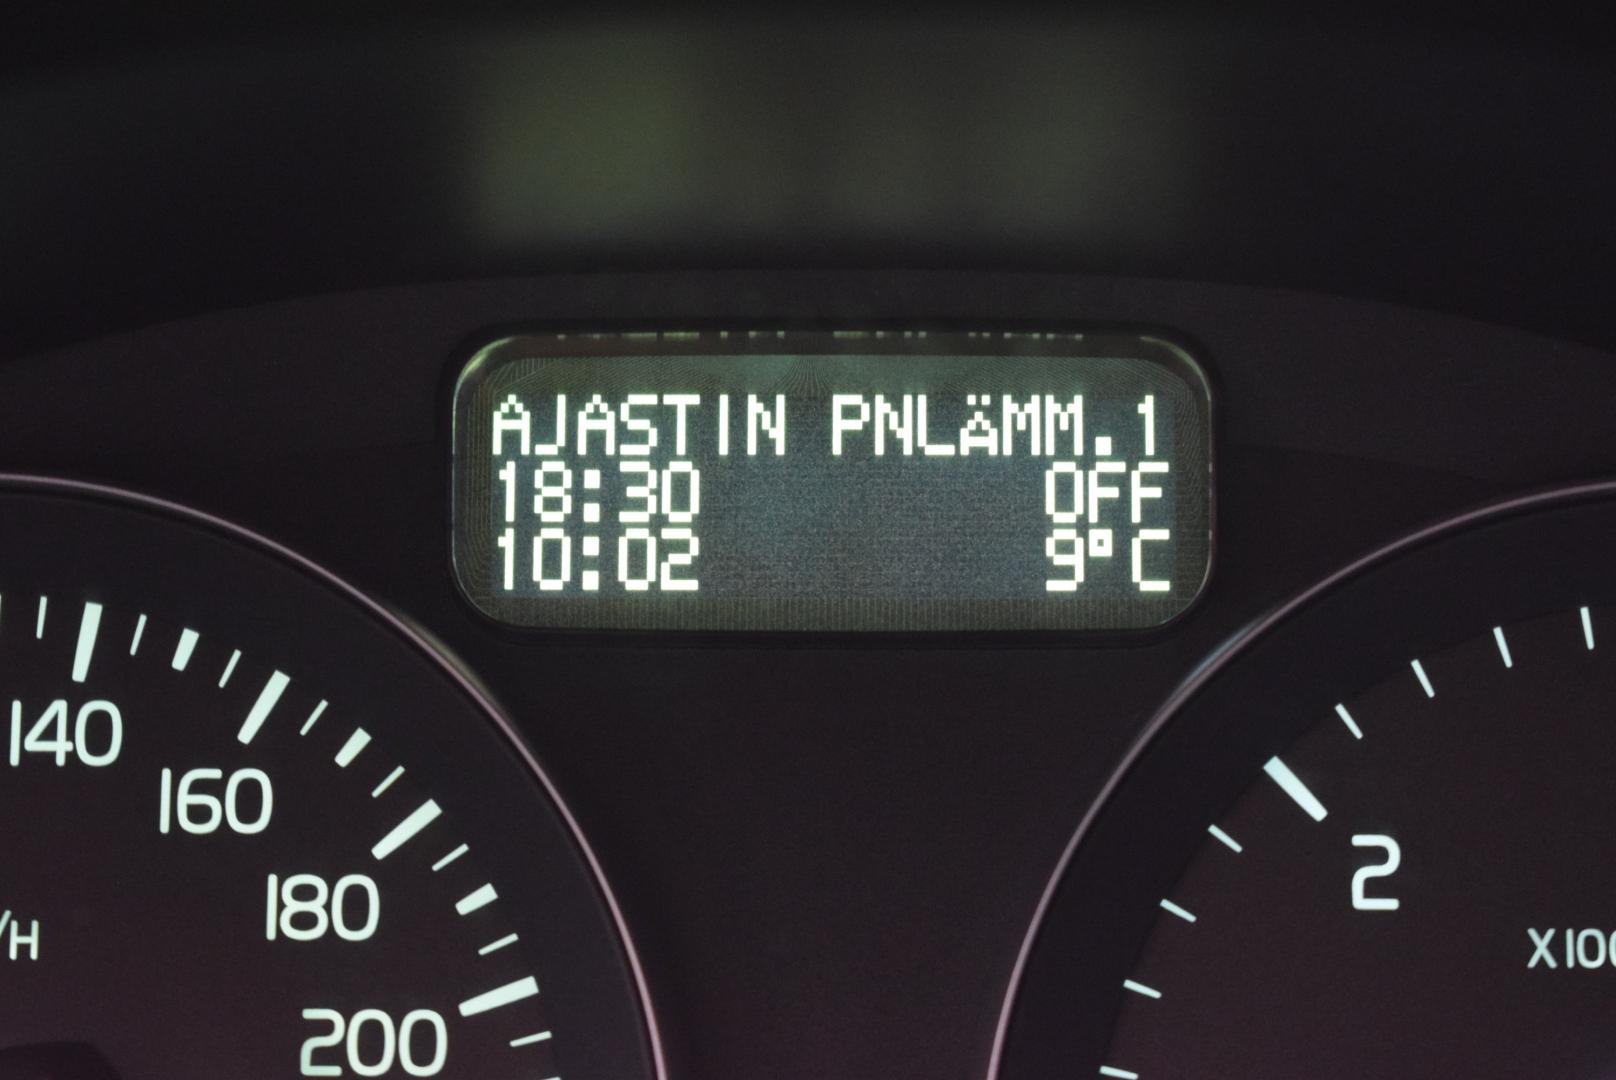 AJASTIN PNLÄMM.1
18:30 OFF
10:02 9°C
140
160
180
/H
200
2